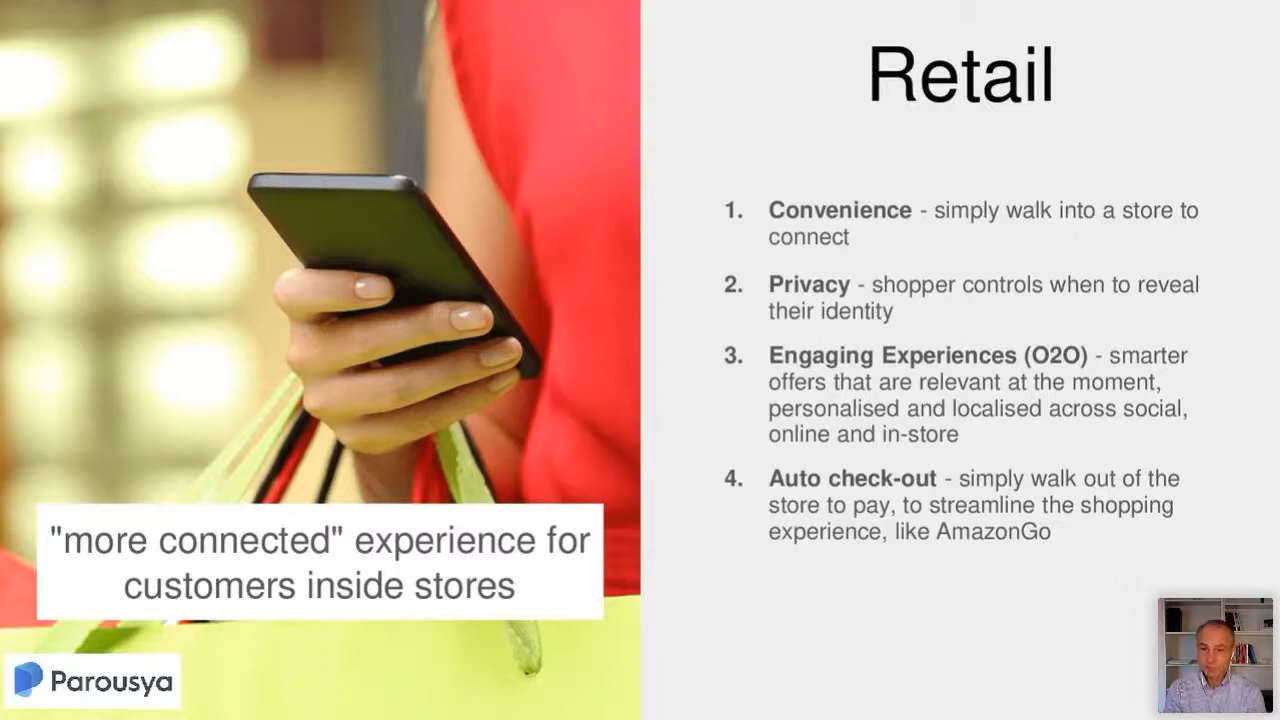 Retail
1. Convenience - simply walk into a store to
connect
2. Privacy - shopper controls when to reveal
their identity
3. Engaging Experiences (O2O) - smarter
offers that are relevant at the moment,
personalised and localised across social,
online and in-store
4. Auto check-out - simply walk out of the
store to pay, to streamline the shopping
experience, like AmazonGo
"more connected" experience for
customers inside stores
Parousya